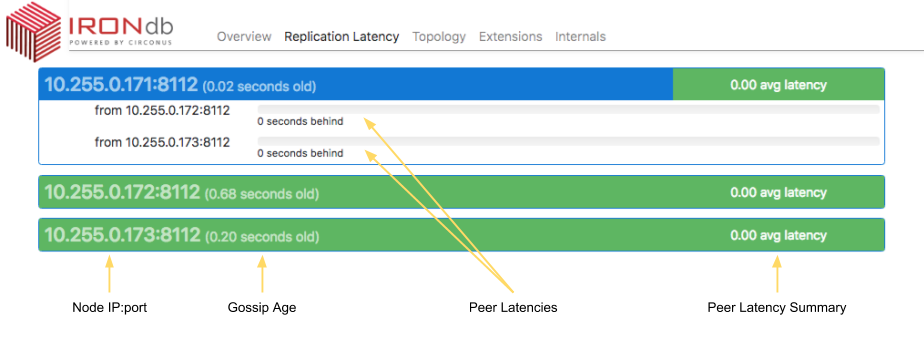 IRONdb
POWERED BY CIRCONUS
Overview Replication Latency Topology Extensions Internals
10.255.0.171:8112 (0.02 seconds old) 0.00 avg latency
from 10.255.0.172:8112
0 seconds behind
from 10.255.0.173:8112
0 seconds behind
10.255.0.172:8112 (0.68 seconds old) 0.00 avg latency
10.255.0.173:8112 (0.20 seconds old) 0.00 avg latency
Node IP:port Gossip Age Peer Latencies Peer Latency Summary